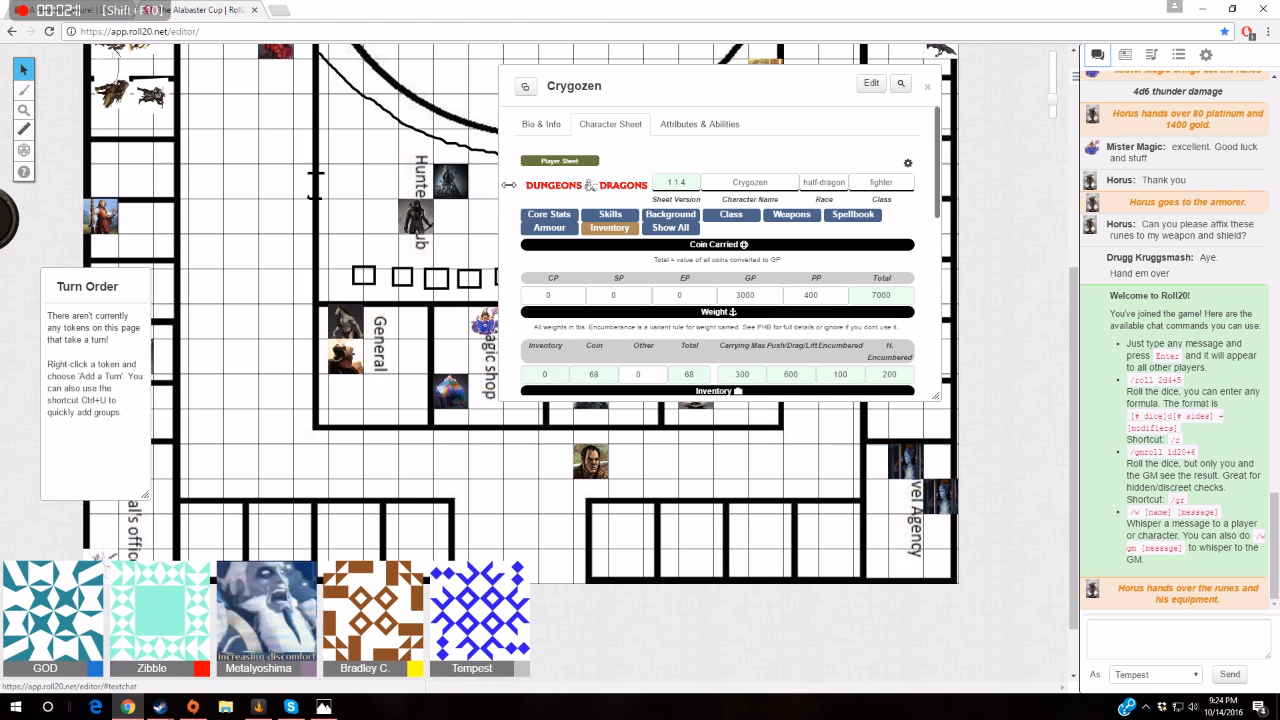 00:02:41 [Shift+F10]
The Alabaster Cup | Roll2
https://app.roll20.net/editor/
Hunte
ub
General
agic shop
vel Agency
al's offic
Turn Order
There aren't currently
any tokens on this page
that take a turn!
Right-click a token and
choose 'Add a Turn'. You
can also use the
shortcut Ctrl+U to
quickly add groups.
Crygozen
Edit
Bio & Info
Character Sheet
Attributes & Abilities
Player Sheet
DUNGEONS & DRAGONS
1.1.4 Crygozen half-dragon fighter
Sheet Version Character Name Race Class
Core Stats Skills Background Class Weapons Spellbook
Armour Inventory Show All
Coin Carried
Total = value of all coins converted to GP
CP SP EP GP PP Total
0 0 0 3000 400 7000
Weight
All weights in lbs. Encumberance is a variant rule for weight carried. See PHB for full details or ignore if you dont use it.
Inventory Coin Other Total Carrying Max Push/Drag/Lift Encumbered H.
Encumbered
0 68 0 68 300 600 100 200
Inventory
Mister Magic brings out the runes
4d6 thunder damage
Horus hands over 80 platinum and
1400 gold.
Mister Magic: excellent. Good luck
and stuff
Horus: Thank you
Horus goes to the armorer.
Horus: Can you please affix these
runes to my weapon and shield?
Drugg Kruggsmash: Aye.
Hand em over
Welcome to Roll20!
You've joined the game! Here are the
available chat commands you can use:
Just type any message and
press Enter and it will appear
to all other players.
/roll 2d4+5
Roll the dice, you can enter any
formula. The format is
[# dice]d[# sides] +
[modifiers]
Shortcut: /r
/gmroll 1d20+6
Roll the dice, but only you and
the GM see the result. Great for
hidden/discreet checks.
Shortcut: /gr
/w [name] [message]
Whisper a message to a player
or character. You can also do /w
gm [message] to whisper to the
GM.
Horus hands over the runes and
his equipment.
As: Tempest Send
increasing discomfort
GOD Zibble Metalyoshima Bradley C. Tempest
https://app.roll20.net/editor/#textchat
9:24 PM
10/14/2016
4